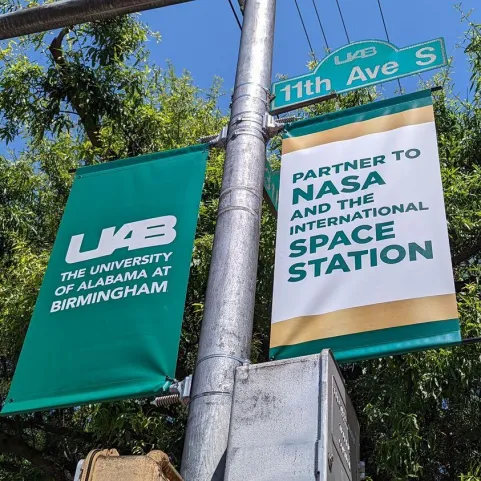 UAB
11th Ave S
UAB
THE UNIVERSITY
OF ALABAMA AT
BIRMINGHAM
PARTNER TO
NASA
AND THE
INTERNATIONAL
SPACE
STATION